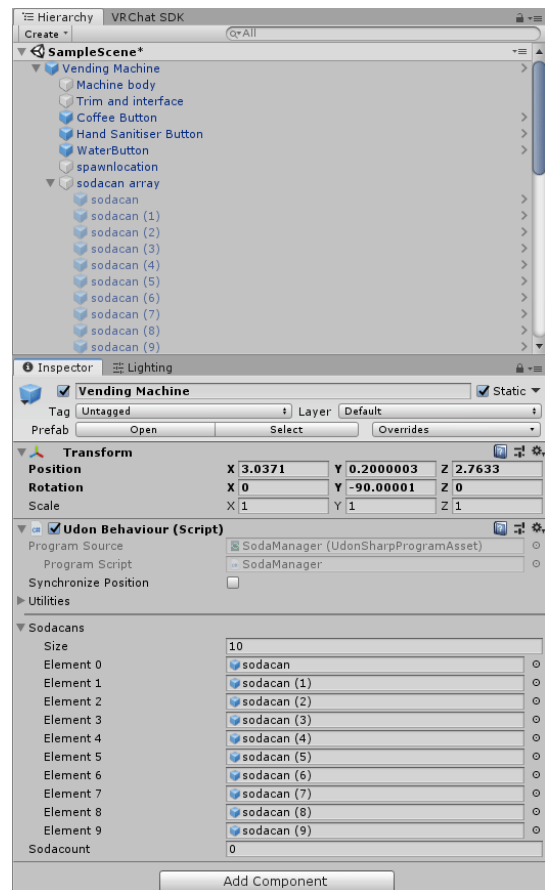 Hierarchy VRChat SDK
Create All
SampleScene*
Vending Machine
Machine body
Trim and interface
Coffee Button
Hand Sanitiser Button
WaterButton
spawnlocation
sodacan array
sodacan
sodacan (1)
sodacan (2)
sodacan (3)
sodacan (4)
sodacan (5)
sodacan (6)
sodacan (7)
sodacan (8)
sodacan (9)
Inspector Lighting
Vending Machine Static
Tag Untagged Layer Default
Prefab Open Select Overrides
Transform
Position X 3.0371 Y 0.2000003 Z 2.7633
Rotation X 0 Y -90.00001 Z 0
Scale X 1 Y 1 Z 1
Udon Behaviour (Script)
Program Source SodaManager (UdonSharpProgramAsset)
Program Script SodaManager
Synchronize Position
Utilities
Sodacans
Size 10
Element 0 sodacan
Element 1 sodacan (1)
Element 2 sodacan (2)
Element 3 sodacan (3)
Element 4 sodacan (4)
Element 5 sodacan (5)
Element 6 sodacan (6)
Element 7 sodacan (7)
Element 8 sodacan (8)
Element 9 sodacan (9)
Sodacount 0
Add Component